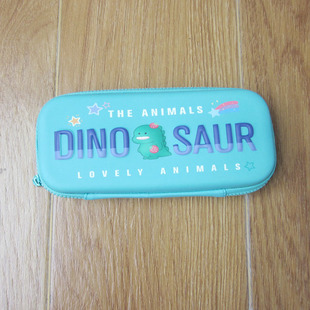 THE ANIMALS
DINO SAUR
LOVELY ANIMALS